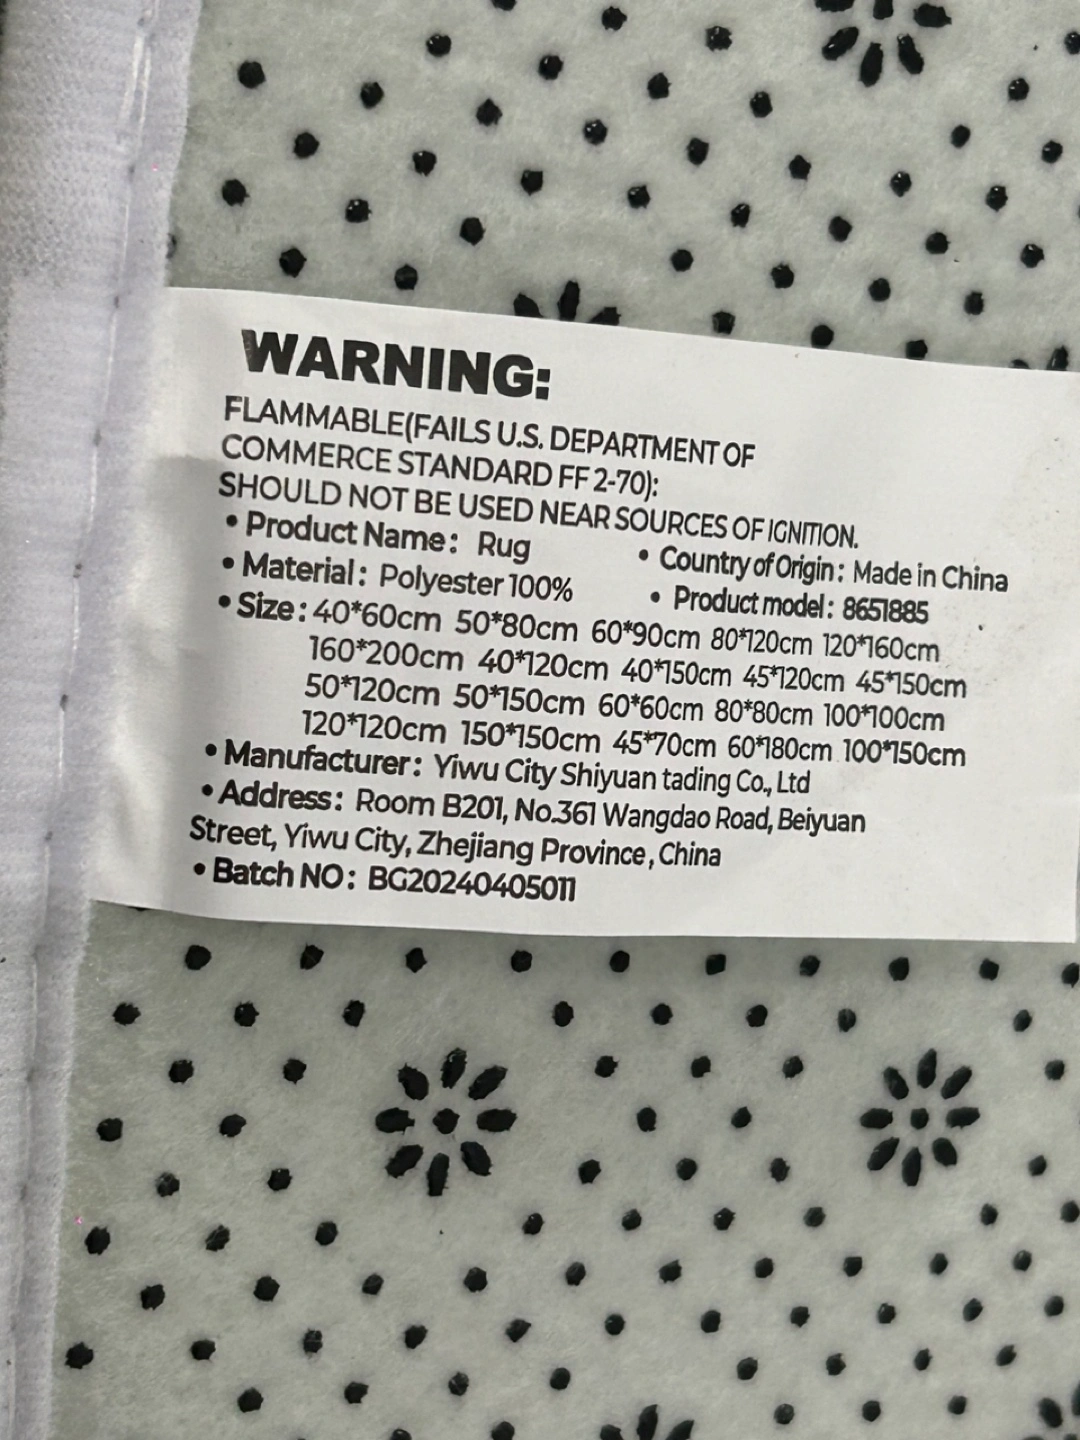 WARNING:
FLAMMABLE(FAILS U.S. DEPARTMENT OF
COMMERCE STANDARD FF 2-70):
SHOULD NOT BE USED NEAR SOURCES OF IGNITION.
• Product Name: Rug
• Country of Origin: Made in China
• Material: Polyester 100%
• Product model: 8651885
• Size: 40*60cm 50*80cm 60*90cm 80*120cm 120*160cm
160*200cm 40*120cm 40*150cm 45*120cm 45*150cm
50*120cm 50*150cm 60*60cm 80*80cm 100*100cm
120*120cm 150*150cm 45*70cm 60*180cm 100*150cm
• Manufacturer: Yiwu City Shiyuan tading Co., Ltd
• Address: Room B201, No.361 Wangdao Road, Beiyuan
Street, Yiwu City, Zhejiang Province, China
• Batch NO: BG20240405011